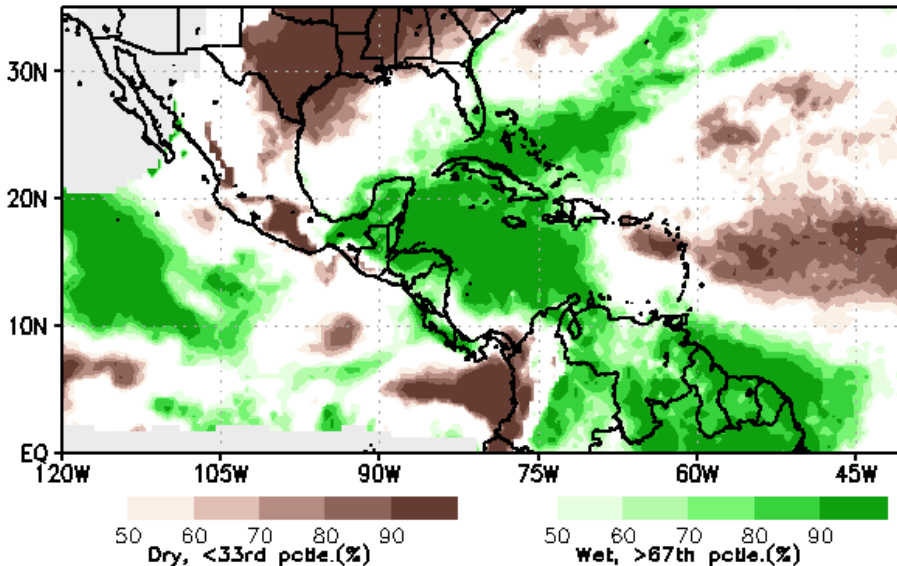 30N
20N
10N
EQ
120W 105W 90W 75W 60W 45W
50 60 70 80 90 50 60 70 80 90
Dry, <33rd pctle.(%) Wet, >67th pctle.(%)